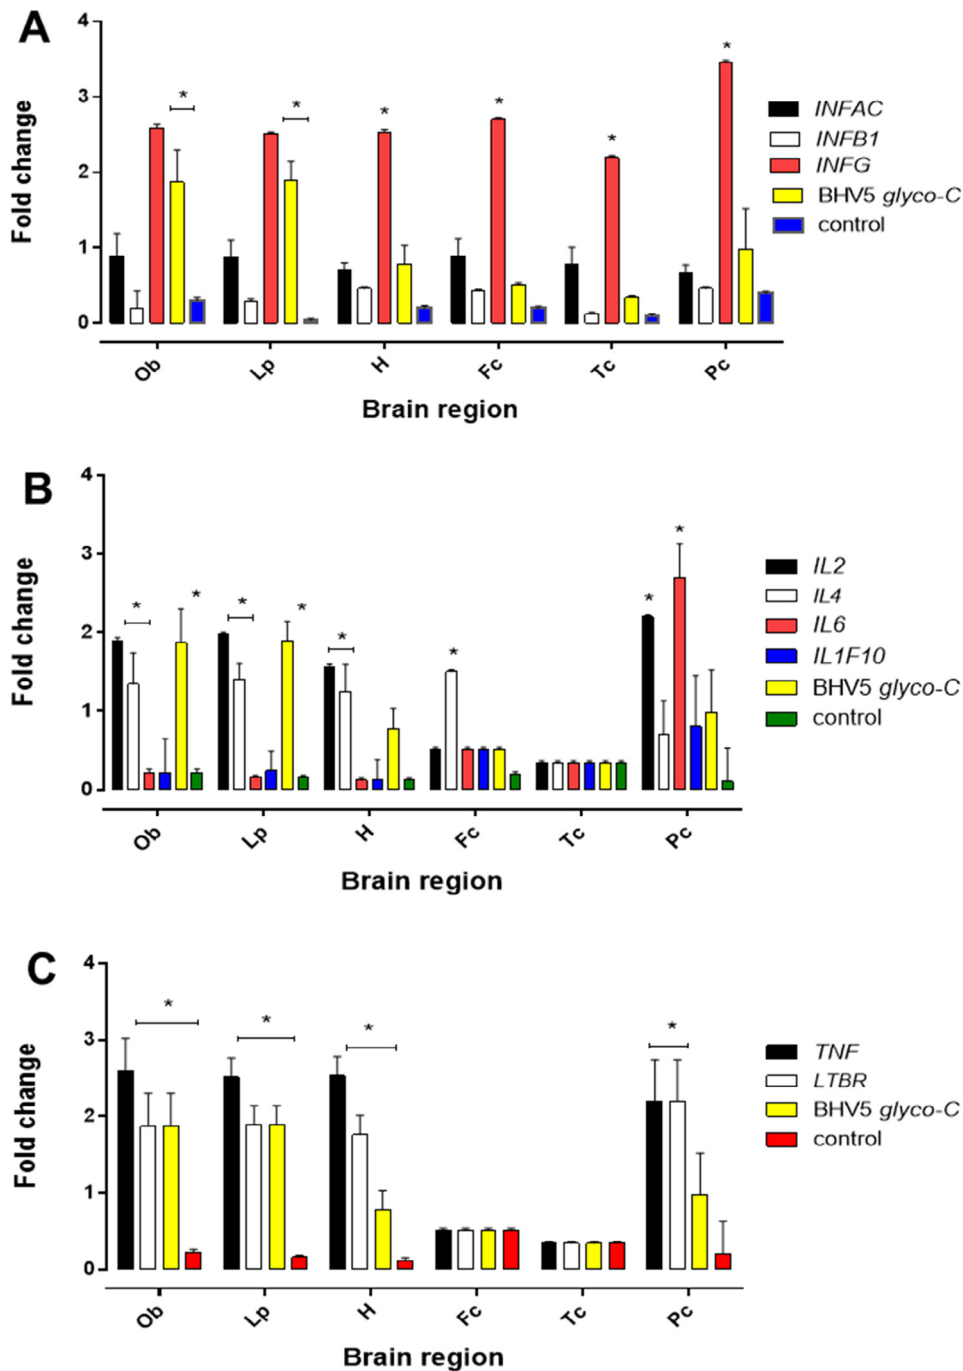 A
Fold change
4
3
2
1
0
*
*
*
*
*
*
Ob
Lp
H
Fc
Tc
Pc
Brain region
INFAC
INFB1
INFG
BHV5 glyco-C
control
B
Fold change
4
3
2
1
0
*
*
*
*
*
*
*
*
Ob
Lp
H
Fc
Tc
Pc
Brain region
IL2
IL4
IL6
IL1F10
BHV5 glyco-C
control
C
Fold change
4
3
2
1
0
*
*
*
*
Ob
Lp
H
Fc
Tc
Pc
Brain region
TNF
LTBR
BHV5 glyco-C
control